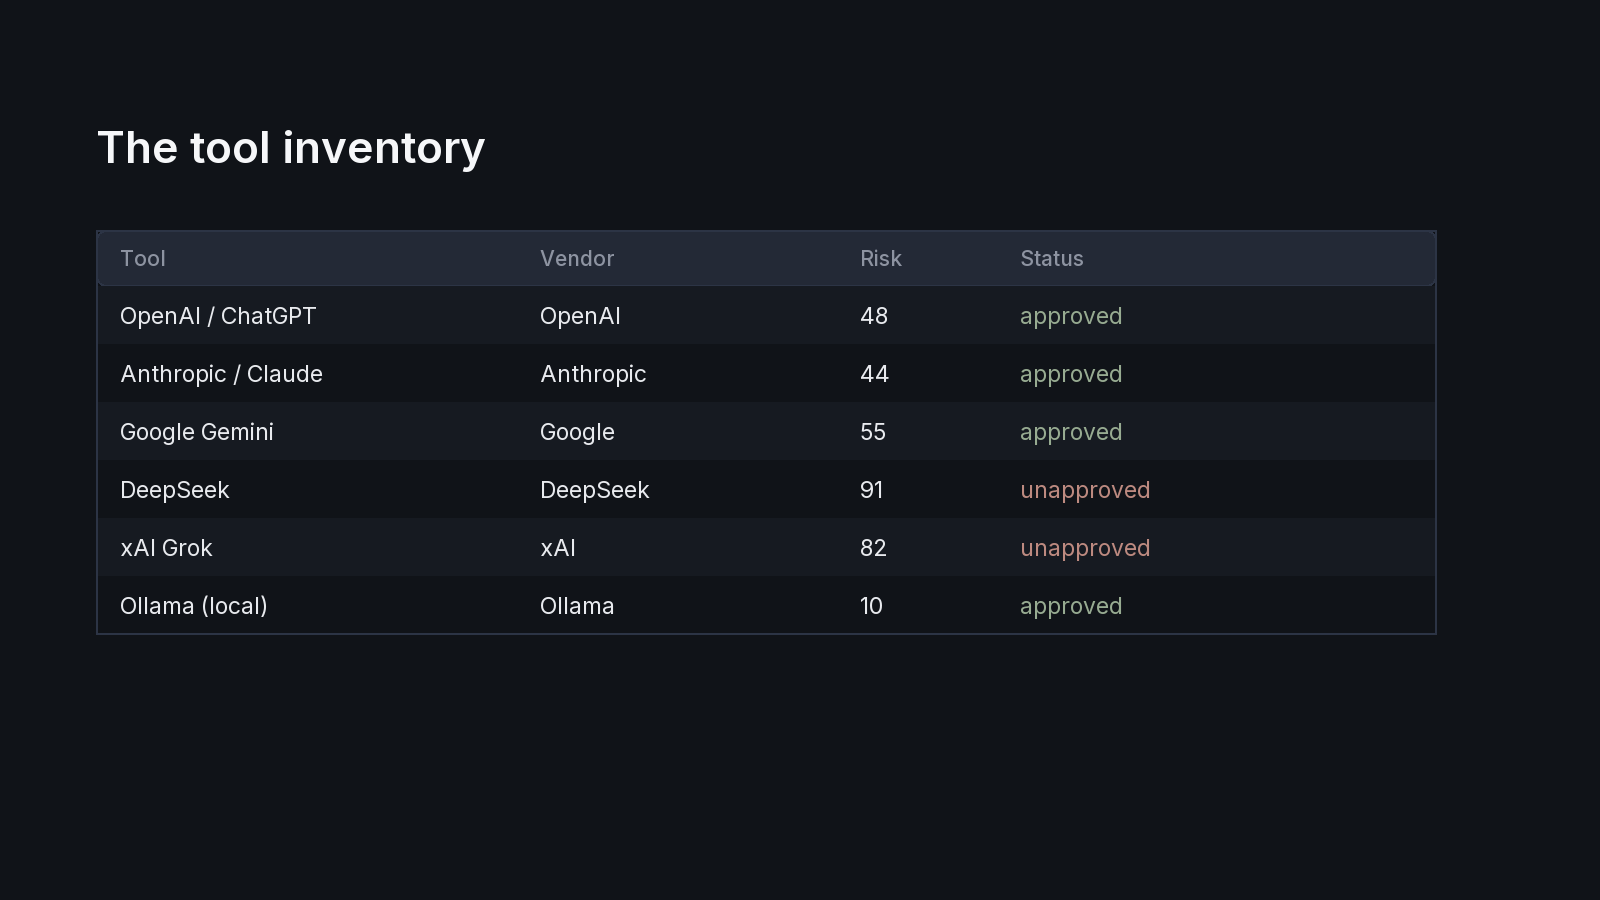 The tool inventory
Tool Vendor Risk Status
OpenAI / ChatGPT OpenAI 48 approved
Anthropic / Claude Anthropic 44 approved
Google Gemini Google 55 approved
DeepSeek DeepSeek 91 unapproved
xAI Grok xAI 82 unapproved
Ollama (local) Ollama 10 approved